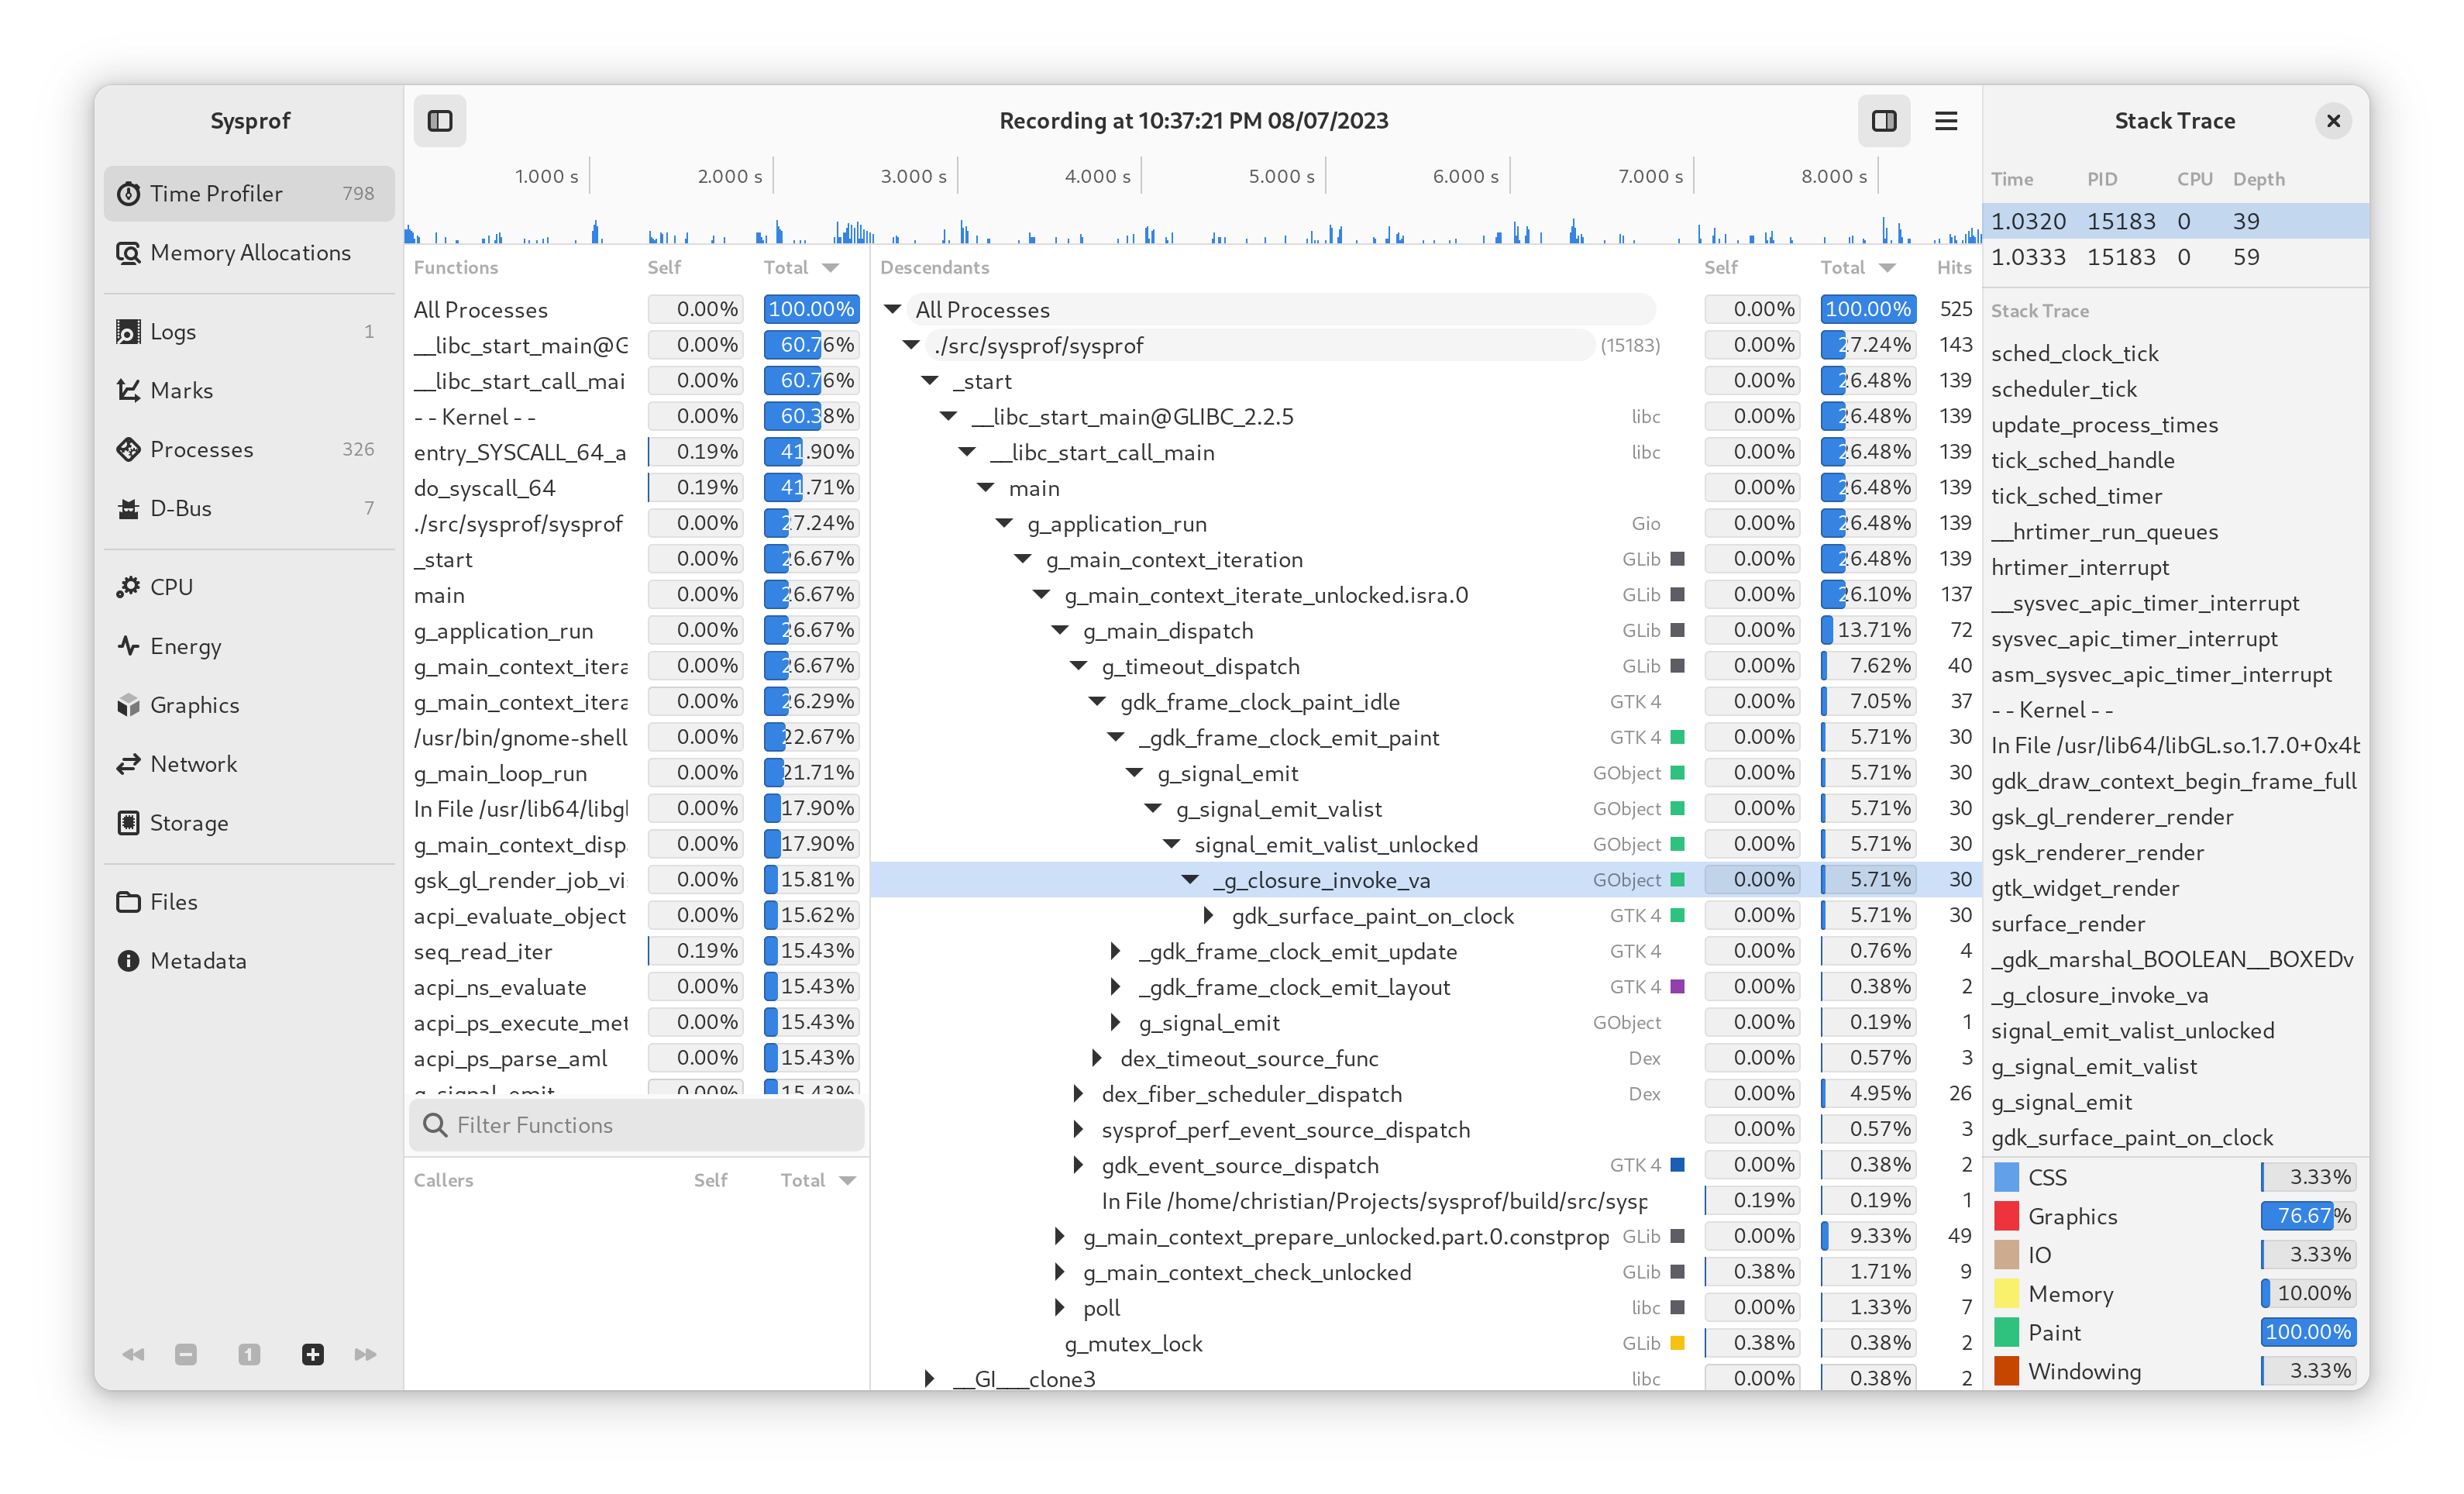 Sysprof
Time Profiler 798
Memory Allocations
Logs 1
Marks
Processes 326
D-Bus 7
CPU
Energy
Graphics
Network
Storage
Files
Metadata
1
Recording at 10:37:21 PM 08/07/2023
1.000 s 2.000 s 3.000 s 4.000 s 5.000 s 6.000 s 7.000 s 8.000 s
Functions Self Total
All Processes 0.00% 100.00%
__libc_start_main@G 0.00% 60.76%
__libc_start_call_mai 0.00% 60.76%
- - Kernel - - 0.00% 60.38%
entry_SYSCALL_64_a 0.19% 41.90%
do_syscall_64 0.19% 41.71%
./src/sysprof/sysprof 0.00% 27.24%
_start 0.00% 26.67%
main 0.00% 26.67%
g_application_run 0.00% 26.67%
g_main_context_itera 0.00% 26.67%
g_main_context_itera 0.00% 26.29%
/usr/bin/gnome-shell 0.00% 22.67%
g_main_loop_run 0.00% 21.71%
In File /usr/lib64/libgl 0.00% 17.90%
g_main_context_disp 0.00% 17.90%
gsk_gl_render_job_vi 0.00% 15.81%
acpi_evaluate_object 0.00% 15.62%
seq_read_iter 0.19% 15.43%
acpi_ns_evaluate 0.00% 15.43%
acpi_ps_execute_met 0.00% 15.43%
acpi_ps_parse_aml 0.00% 15.43%
g_signal_emit 0.00% 15.43%
Filter Functions
Callers Self Total
Descendants Self Total Hits
All Processes 0.00% 100.00% 525
./src/sysprof/sysprof (15183) 0.00% 27.24% 143
_start 0.00% 26.48% 139
__libc_start_main@GLIBC_2.2.5 libc 0.00% 26.48% 139
__libc_start_call_main libc 0.00% 26.48% 139
main 0.00% 26.48% 139
g_application_run Gio 0.00% 26.48% 139
g_main_context_iteration GLib 0.00% 26.48% 139
g_main_context_iterate_unlocked.isra.0 GLib 0.00% 26.10% 137
g_main_dispatch GLib 0.00% 13.71% 72
g_timeout_dispatch GLib 0.00% 7.62% 40
gdk_frame_clock_paint_idle GTK 4 0.00% 7.05% 37
_gdk_frame_clock_emit_paint GTK 4 0.00% 5.71% 30
g_signal_emit GObject 0.00% 5.71% 30
g_signal_emit_valist GObject 0.00% 5.71% 30
signal_emit_valist_unlocked GObject 0.00% 5.71% 30
_g_closure_invoke_va GObject 0.00% 5.71% 30
gdk_surface_paint_on_clock GTK 4 0.00% 5.71% 30
_gdk_frame_clock_emit_update GTK 4 0.00% 0.76% 4
_gdk_frame_clock_emit_layout GTK 4 0.00% 0.38% 2
g_signal_emit GObject 0.00% 0.19% 1
dex_timeout_source_func Dex 0.00% 0.57% 3
dex_fiber_scheduler_dispatch Dex 0.00% 4.95% 26
sysprof_perf_event_source_dispatch 0.00% 0.57% 3
gdk_event_source_dispatch GTK 4 0.00% 0.38% 2
In File /home/christian/Projects/sysprof/build/src/sysp 0.19% 0.19% 1
g_main_context_prepare_unlocked.part.0.constprop GLib 0.00% 9.33% 49
g_main_context_check_unlocked GLib 0.38% 1.71% 9
poll libc 0.00% 1.33% 7
g_mutex_lock GLib 0.38% 0.38% 2
__GI___clone3 libc 0.00% 0.38% 2
Stack Trace
Time PID CPU Depth
1.0320 15183 0 39
1.0333 15183 0 59
Stack Trace
sched_clock_tick
scheduler_tick
update_process_times
tick_sched_handle
tick_sched_timer
__hrtimer_run_queues
hrtimer_interrupt
__sysvec_apic_timer_interrupt
sysvec_apic_timer_interrupt
asm_sysvec_apic_timer_interrupt
- - Kernel - -
In File /usr/lib64/libGL.so.1.7.0+0x4b
gdk_draw_context_begin_frame_full
gsk_gl_renderer_render
gsk_renderer_render
gtk_widget_render
surface_render
_gdk_marshal_BOOLEAN__BOXEDv
_g_closure_invoke_va
signal_emit_valist_unlocked
g_signal_emit_valist
g_signal_emit
gdk_surface_paint_on_clock
CSS 3.33%
Graphics 76.67%
IO 3.33%
Memory 10.00%
Paint 100.00%
Windowing 3.33%